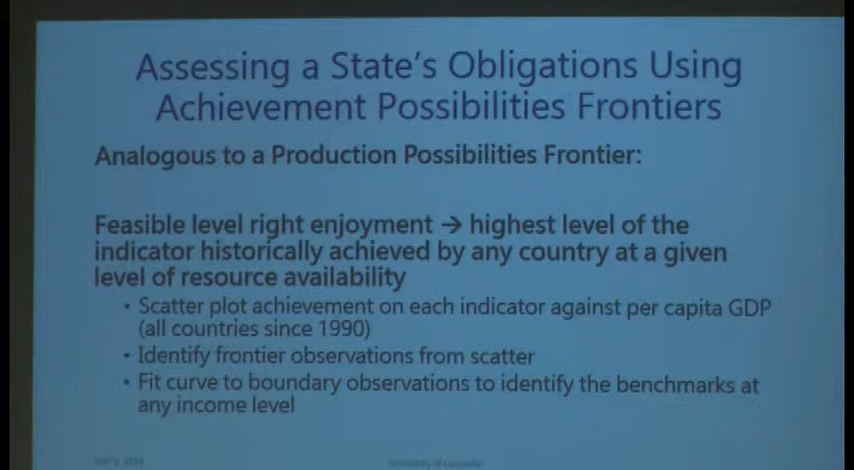 Assessing a State's Obligations Using
Achievement Possibilities Frontiers
Analogous to a Production Possibilities Frontier:
Feasible level right enjoyment → highest level of the
indicator historically achieved by any country at a given
level of resource availability
• Scatter plot achievement on each indicator against per capita GDP
(all countries since 1990)
• Identify frontier observations from scatter
• Fit curve to boundary observations to identify the benchmarks at
any income level